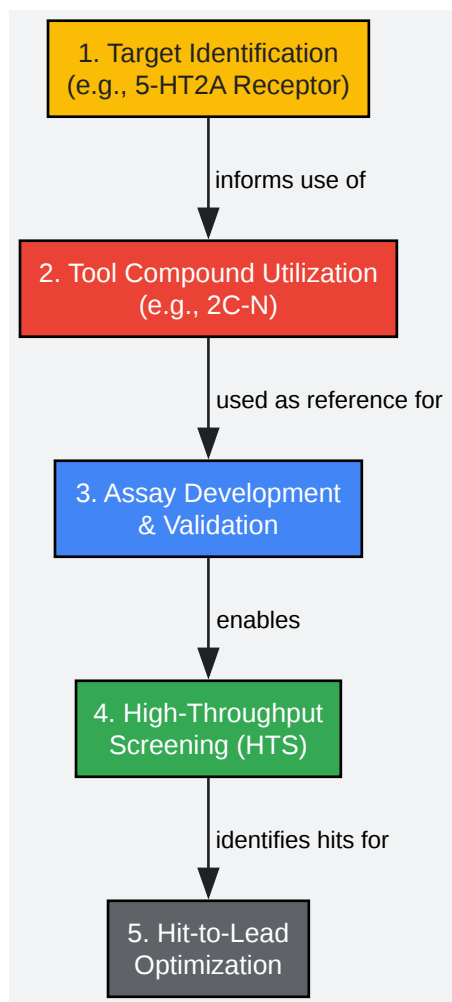 1. Target Identification
(e.g., 5-HT2A Receptor)
informs use of
2. Tool Compound Utilization
(e.g., 2C-N)
used as reference for
3. Assay Development
& Validation
enables
4. High-Throughput
Screening (HTS)
identifies hits for
5. Hit-to-Lead
Optimization